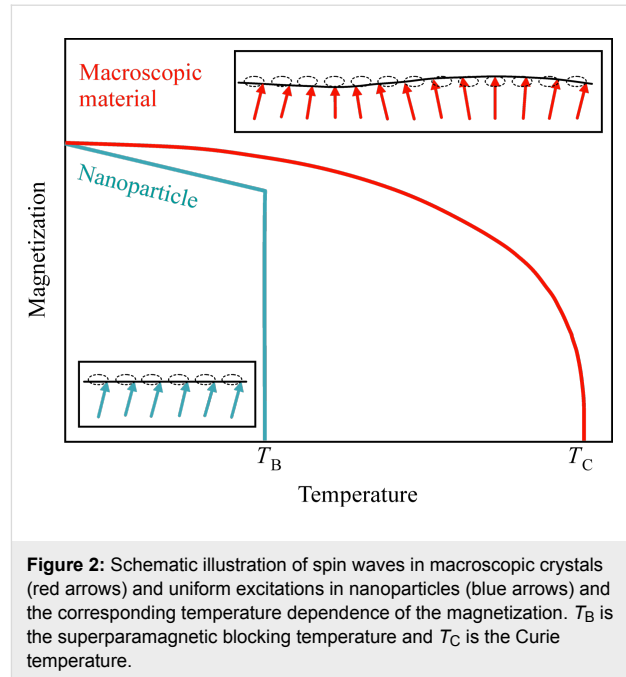 Macroscopic
material
Nanoparticle
Magnetization
T_B
T_C
Temperature
Figure 2: Schematic illustration of spin waves in macroscopic crystals
(red arrows) and uniform excitations in nanoparticles (blue arrows) and
the corresponding temperature dependence of the magnetization. T_B is
the superparamagnetic blocking temperature and T_C is the Curie
temperature.